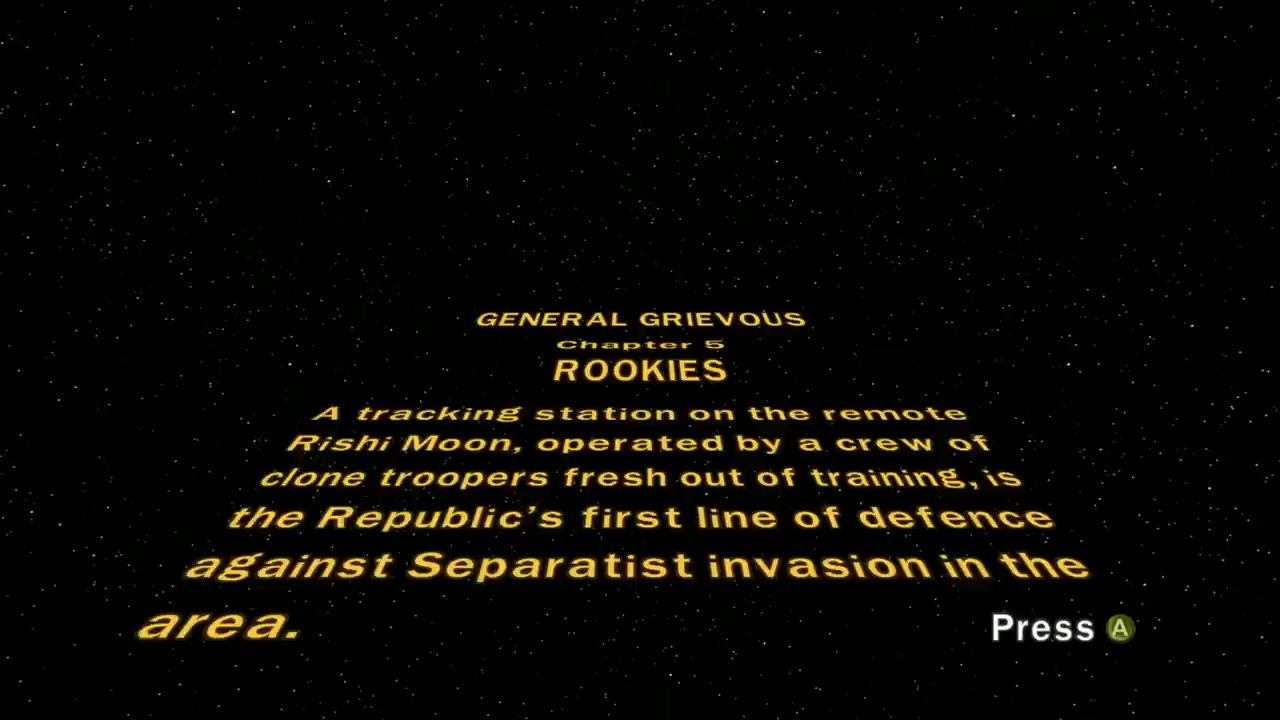 GENERAL GRIEVOUS
Chapter 5
ROOKIES
A tracking station on the remote
Rishi Moon, operated by a crew of
clone troopers fresh out of training, is
the Republic's first line of defence
against Separatist invasion in the
area.
Press A